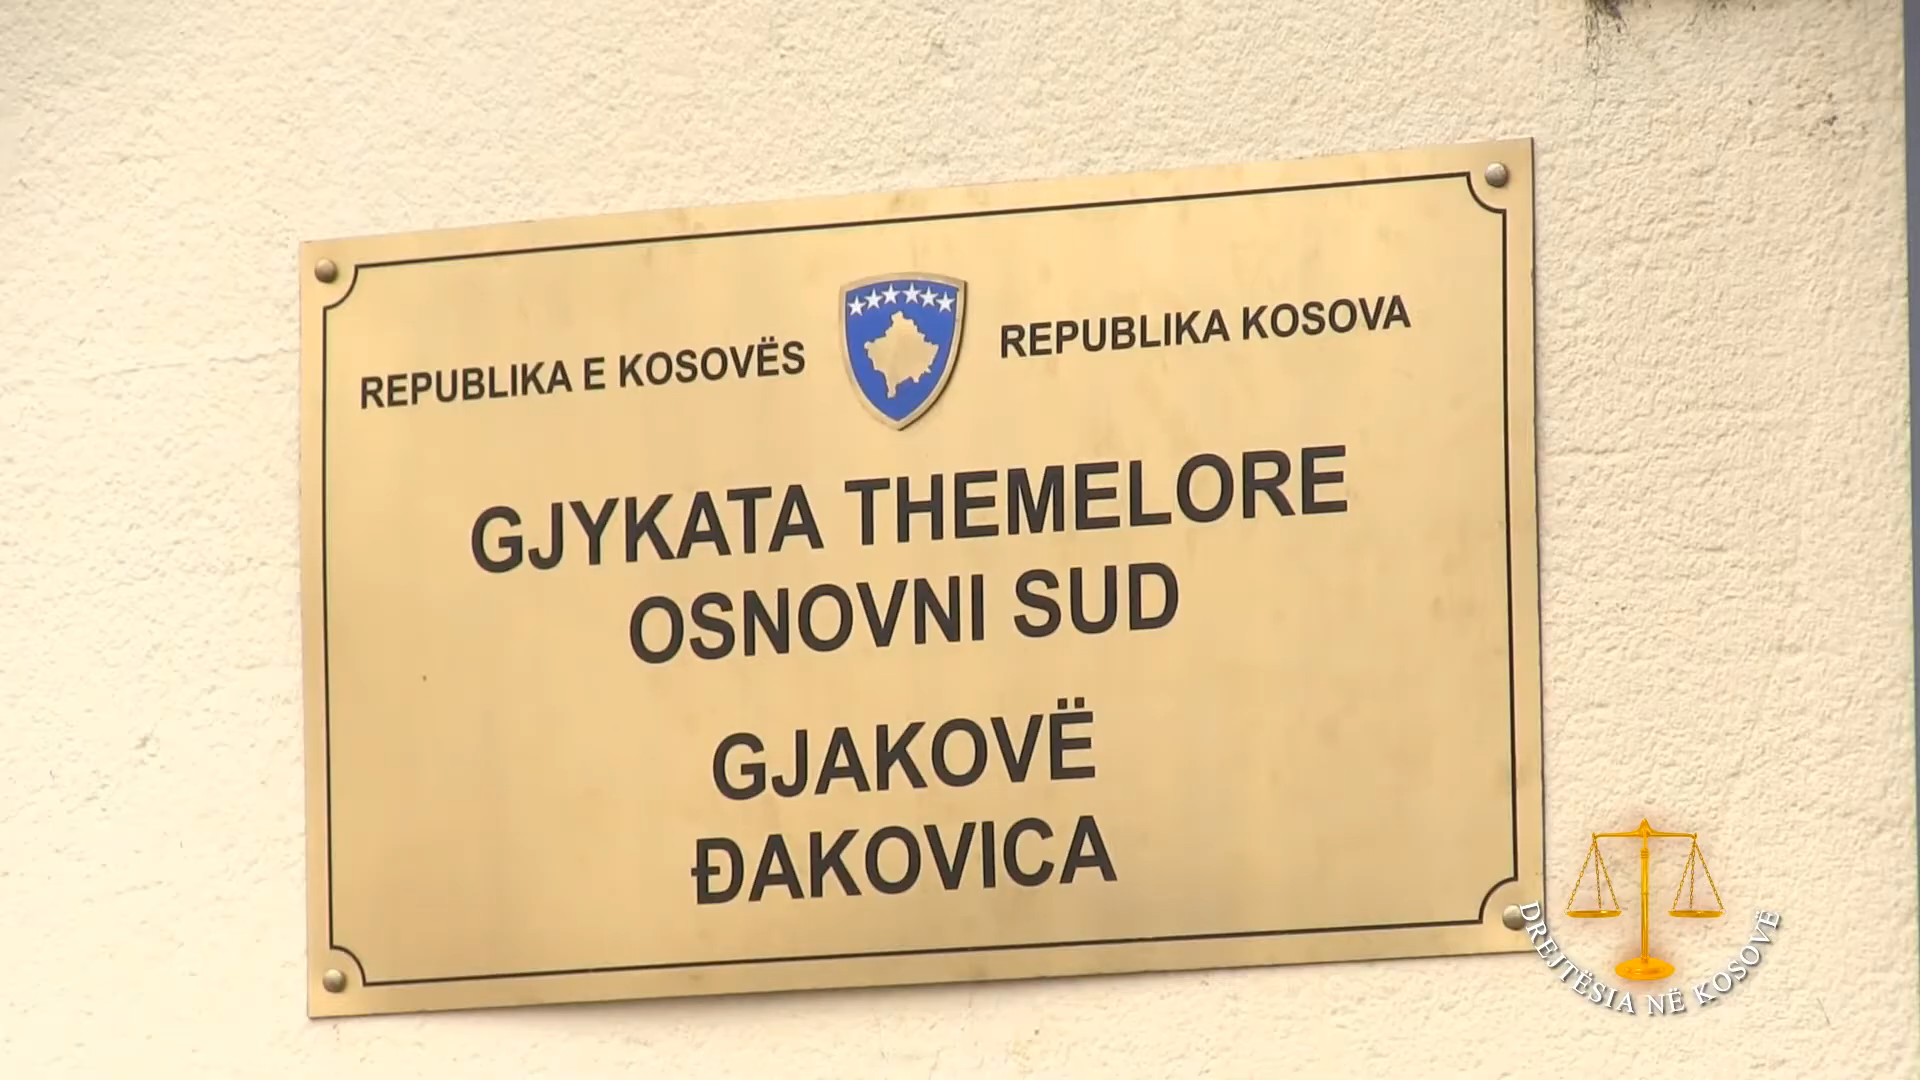 REPUBLIKA E KOSOVËS
REPUBLIKA KOSOVA
GJYKATA THEMELORE
OSNOVNI SUD
GJAKOVË
ĐAKOVICA
DREJTËSIA NË KOSOVË